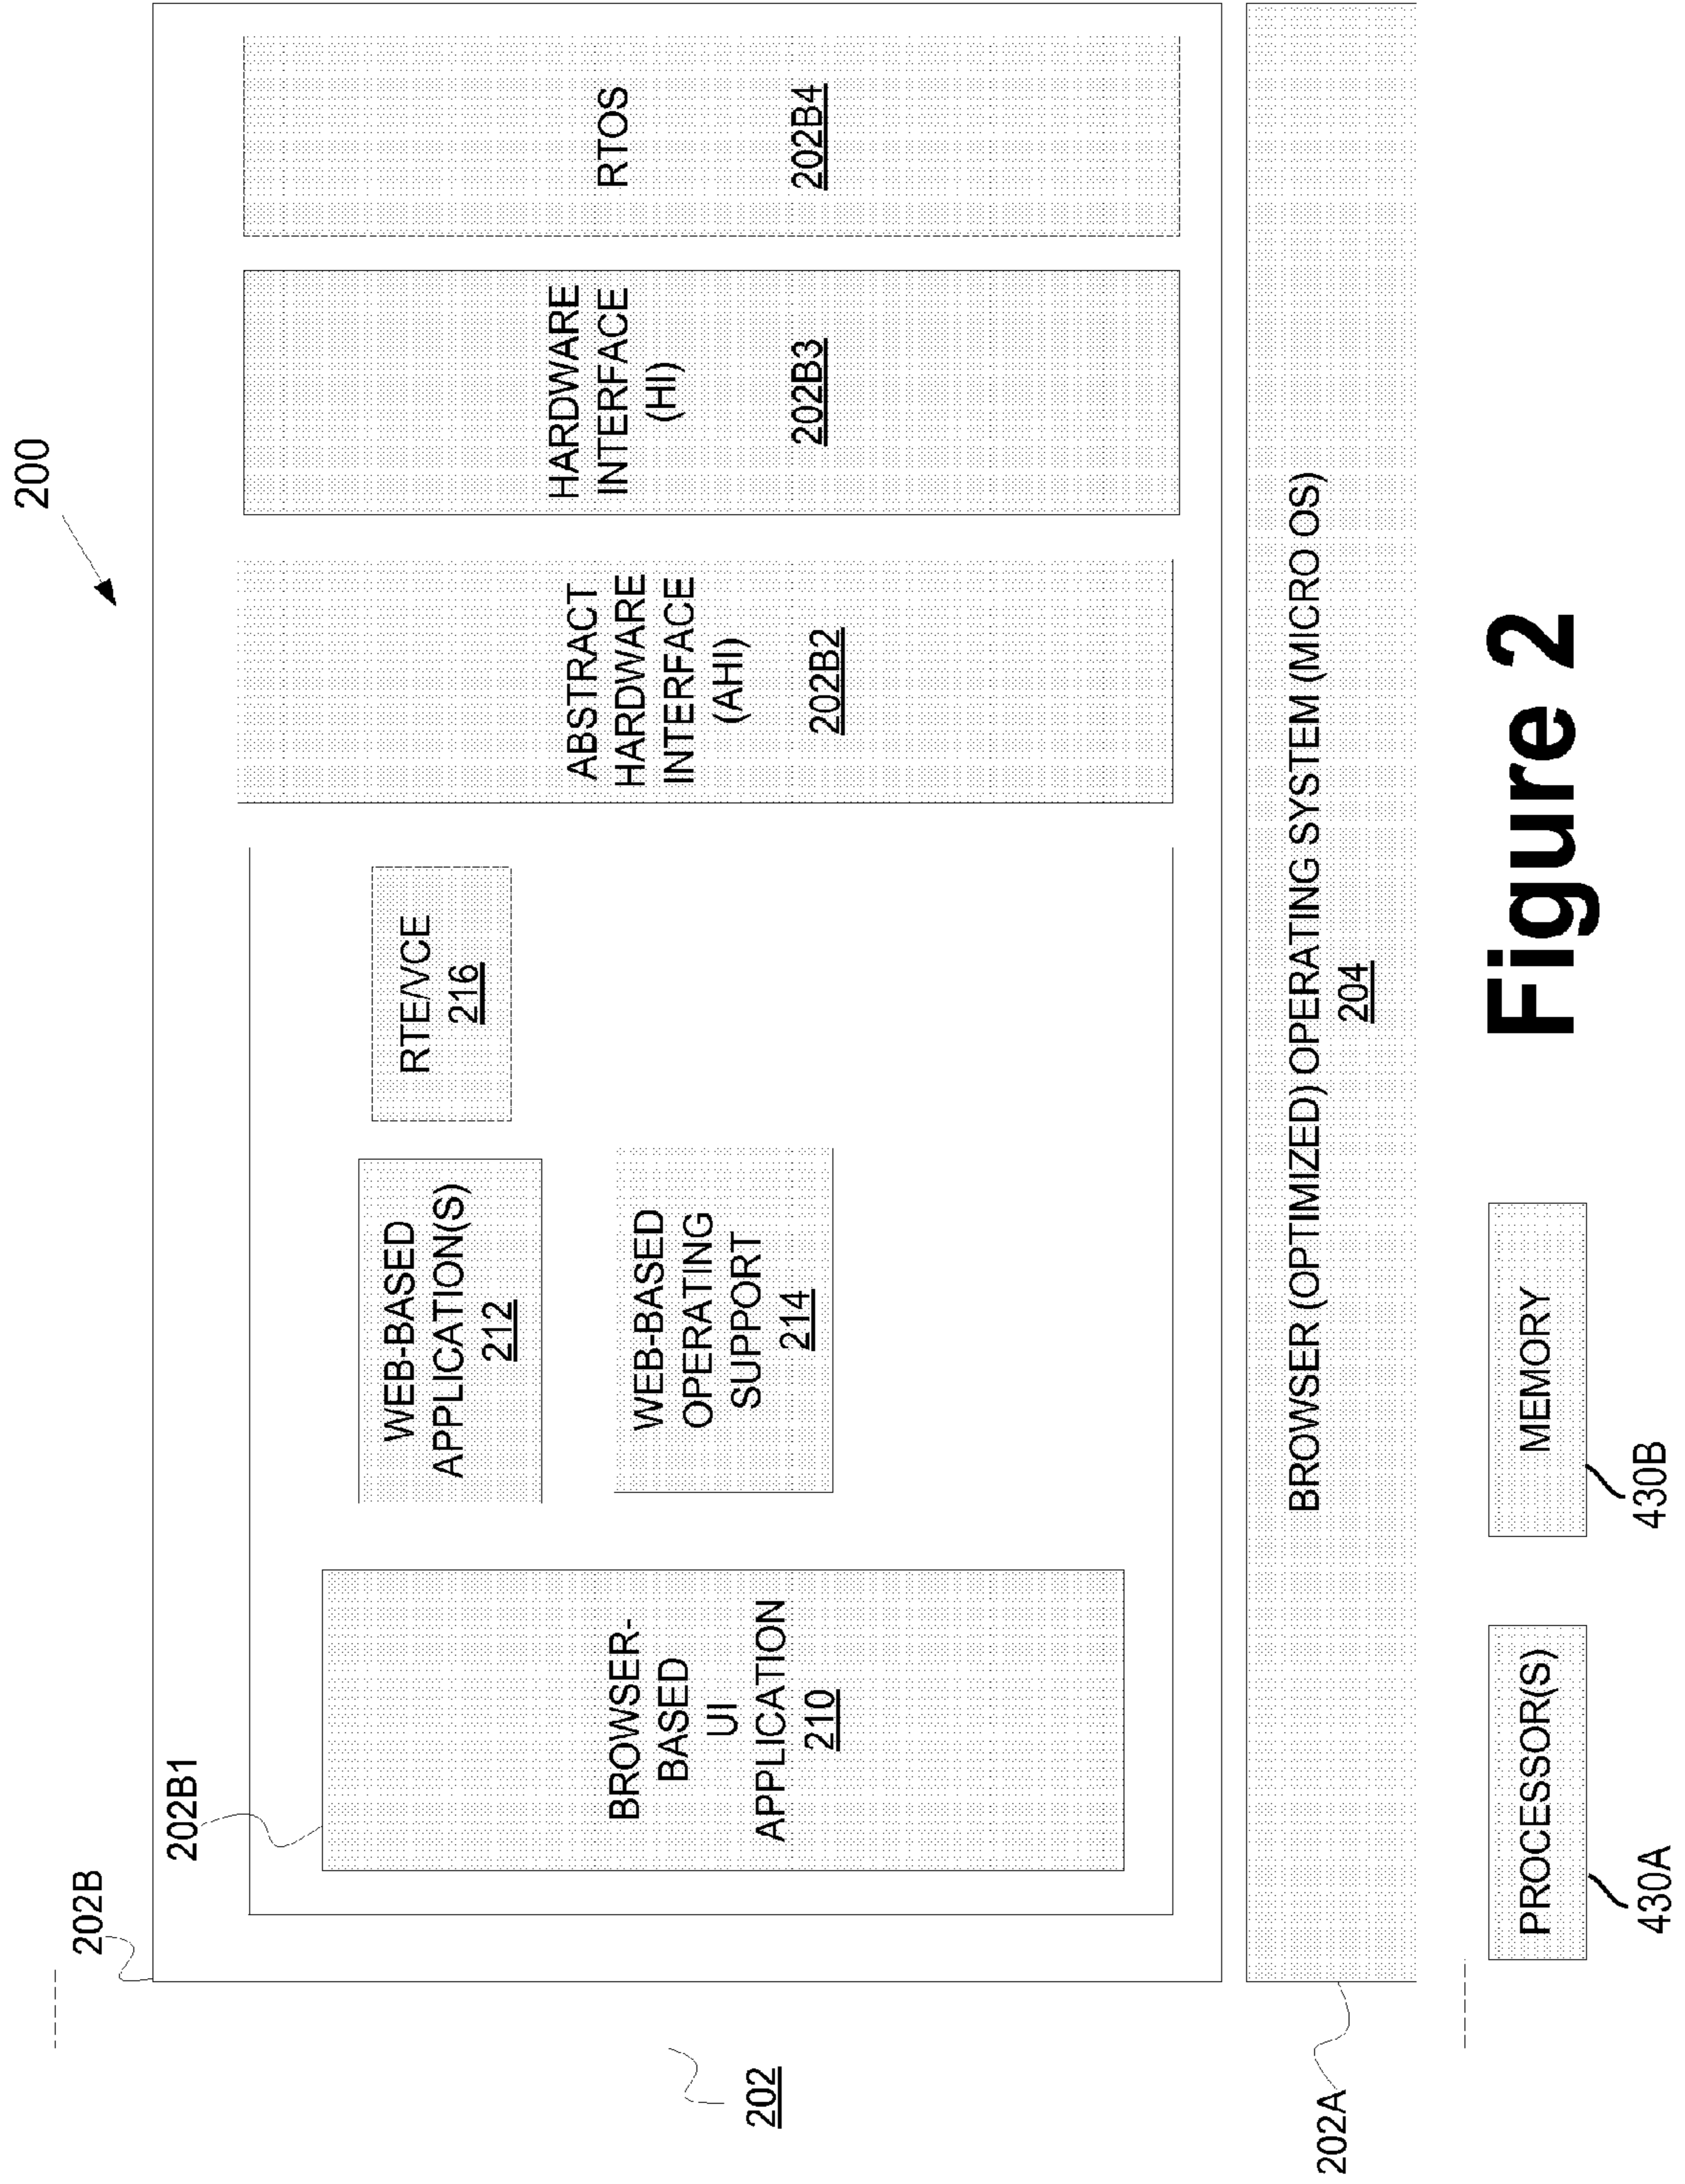 200
202B
202B1
BROWSER-
BASED
UI
APPLICATION
210
WEB-BASED
APPLICATION(S)
212
WEB-BASED
OPERATING
SUPPORT
214
RTE/VCE
216
ABSTRACT
HARDWARE
INTERFACE
(AHI)
202B2
HARDWARE
INTERFACE
(HI)
202B3
RTOS
202B4
202
202A
BROWSER (OPTIMIZED) OPERATING SYSTEM (MICRO OS)
204
PROCESSOR(S)
430A
MEMORY
430B
Figure 2